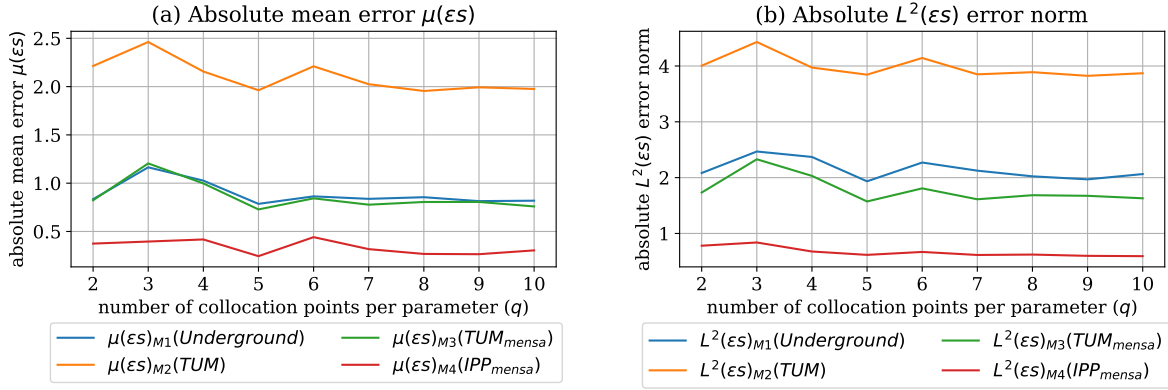 (a) Absolute mean error μ(εs)
absolute mean error μ(εs)
2.5
2.0
1.5
1.0
0.5
2 3 4 5 6 7 8 9 10
number of collocation points per parameter (q)
μ(εs)M1(Underground)
μ(εs)M2(TUM)
μ(εs)M3(TUMmensa)
μ(εs)M4(IPPmensa)
(b) Absolute L²(εs) error norm
absolute L²(εs) error norm
4
3
2
1
2 3 4 5 6 7 8 9 10
number of collocation points per parameter (q)
L²(εs)M1(Underground)
L²(εs)M2(TUM)
L²(εs)M3(TUMmensa)
L²(εs)M4(IPPmensa)